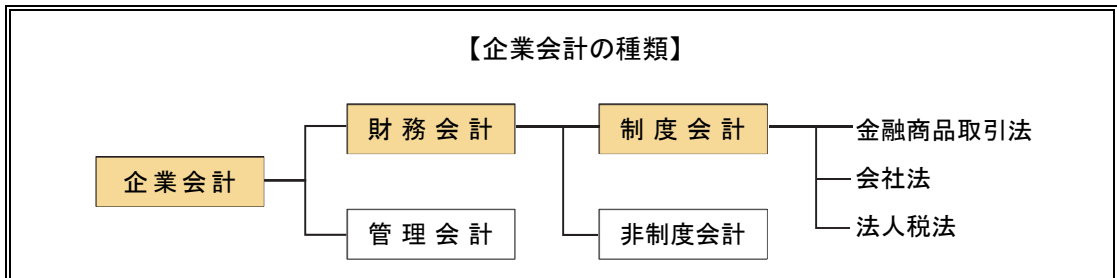 【企業会計の種類】
財務会計
制度会計
金融商品取引法
企業会計
会社法
管理会計
非制度会計
法人税法